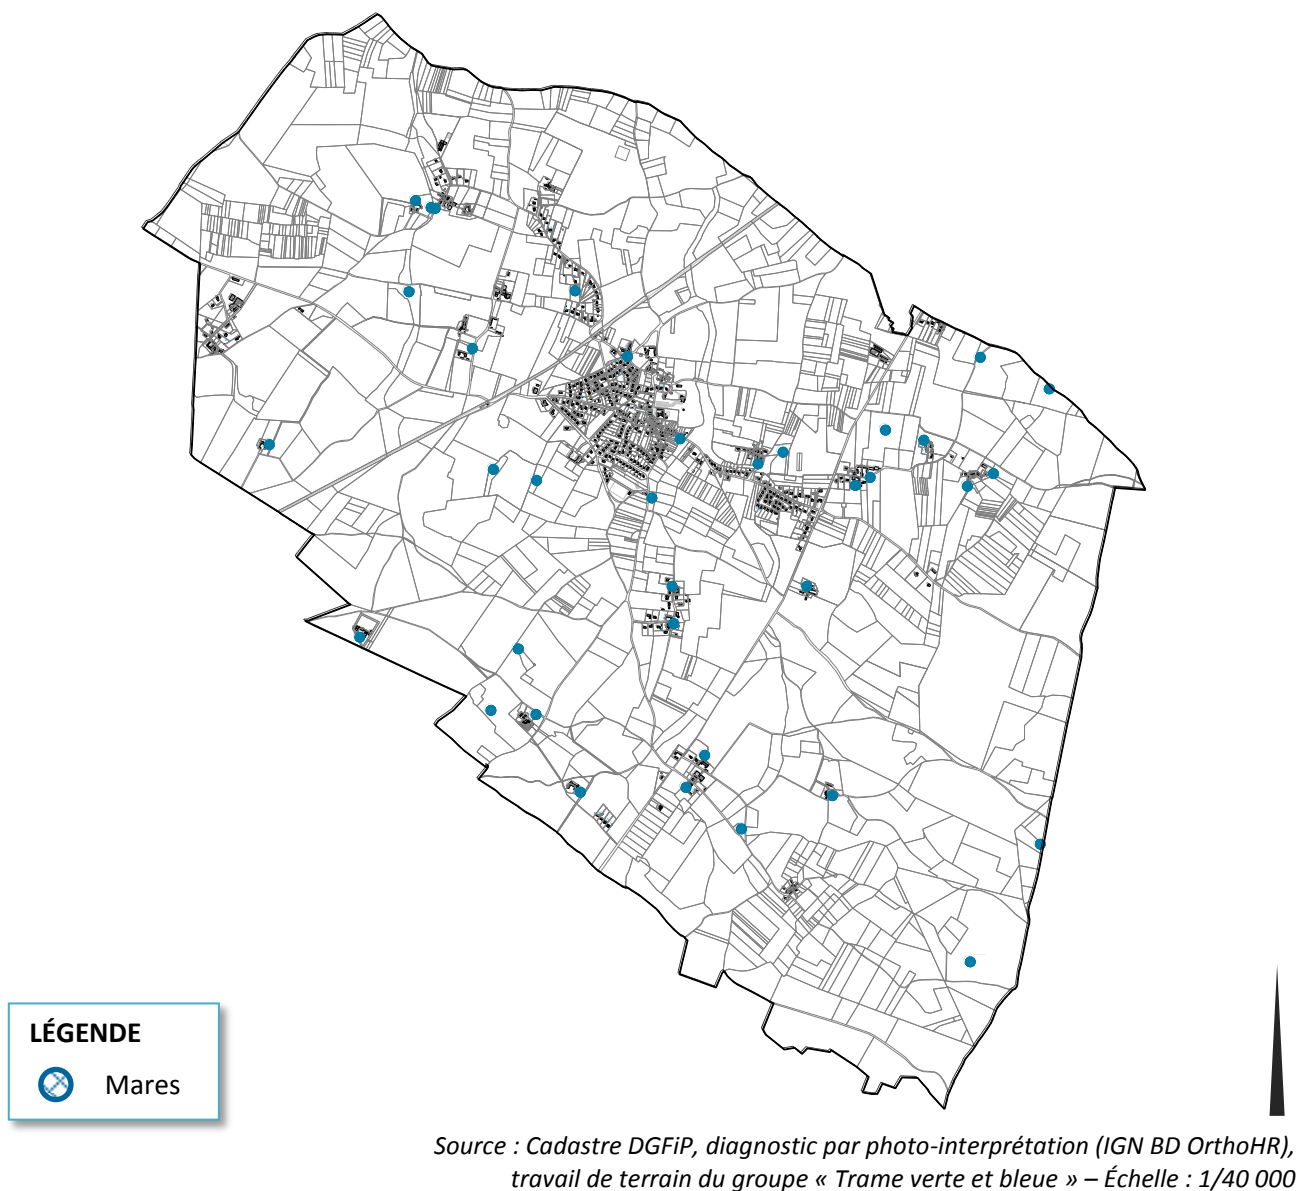 LÉGENDE
Mares
Source : Cadastre DGFiP, diagnostic par photo-interprétation (IGN BD OrthoHR),
travail de terrain du groupe « Trame verte et bleue » – Échelle : 1/40 000